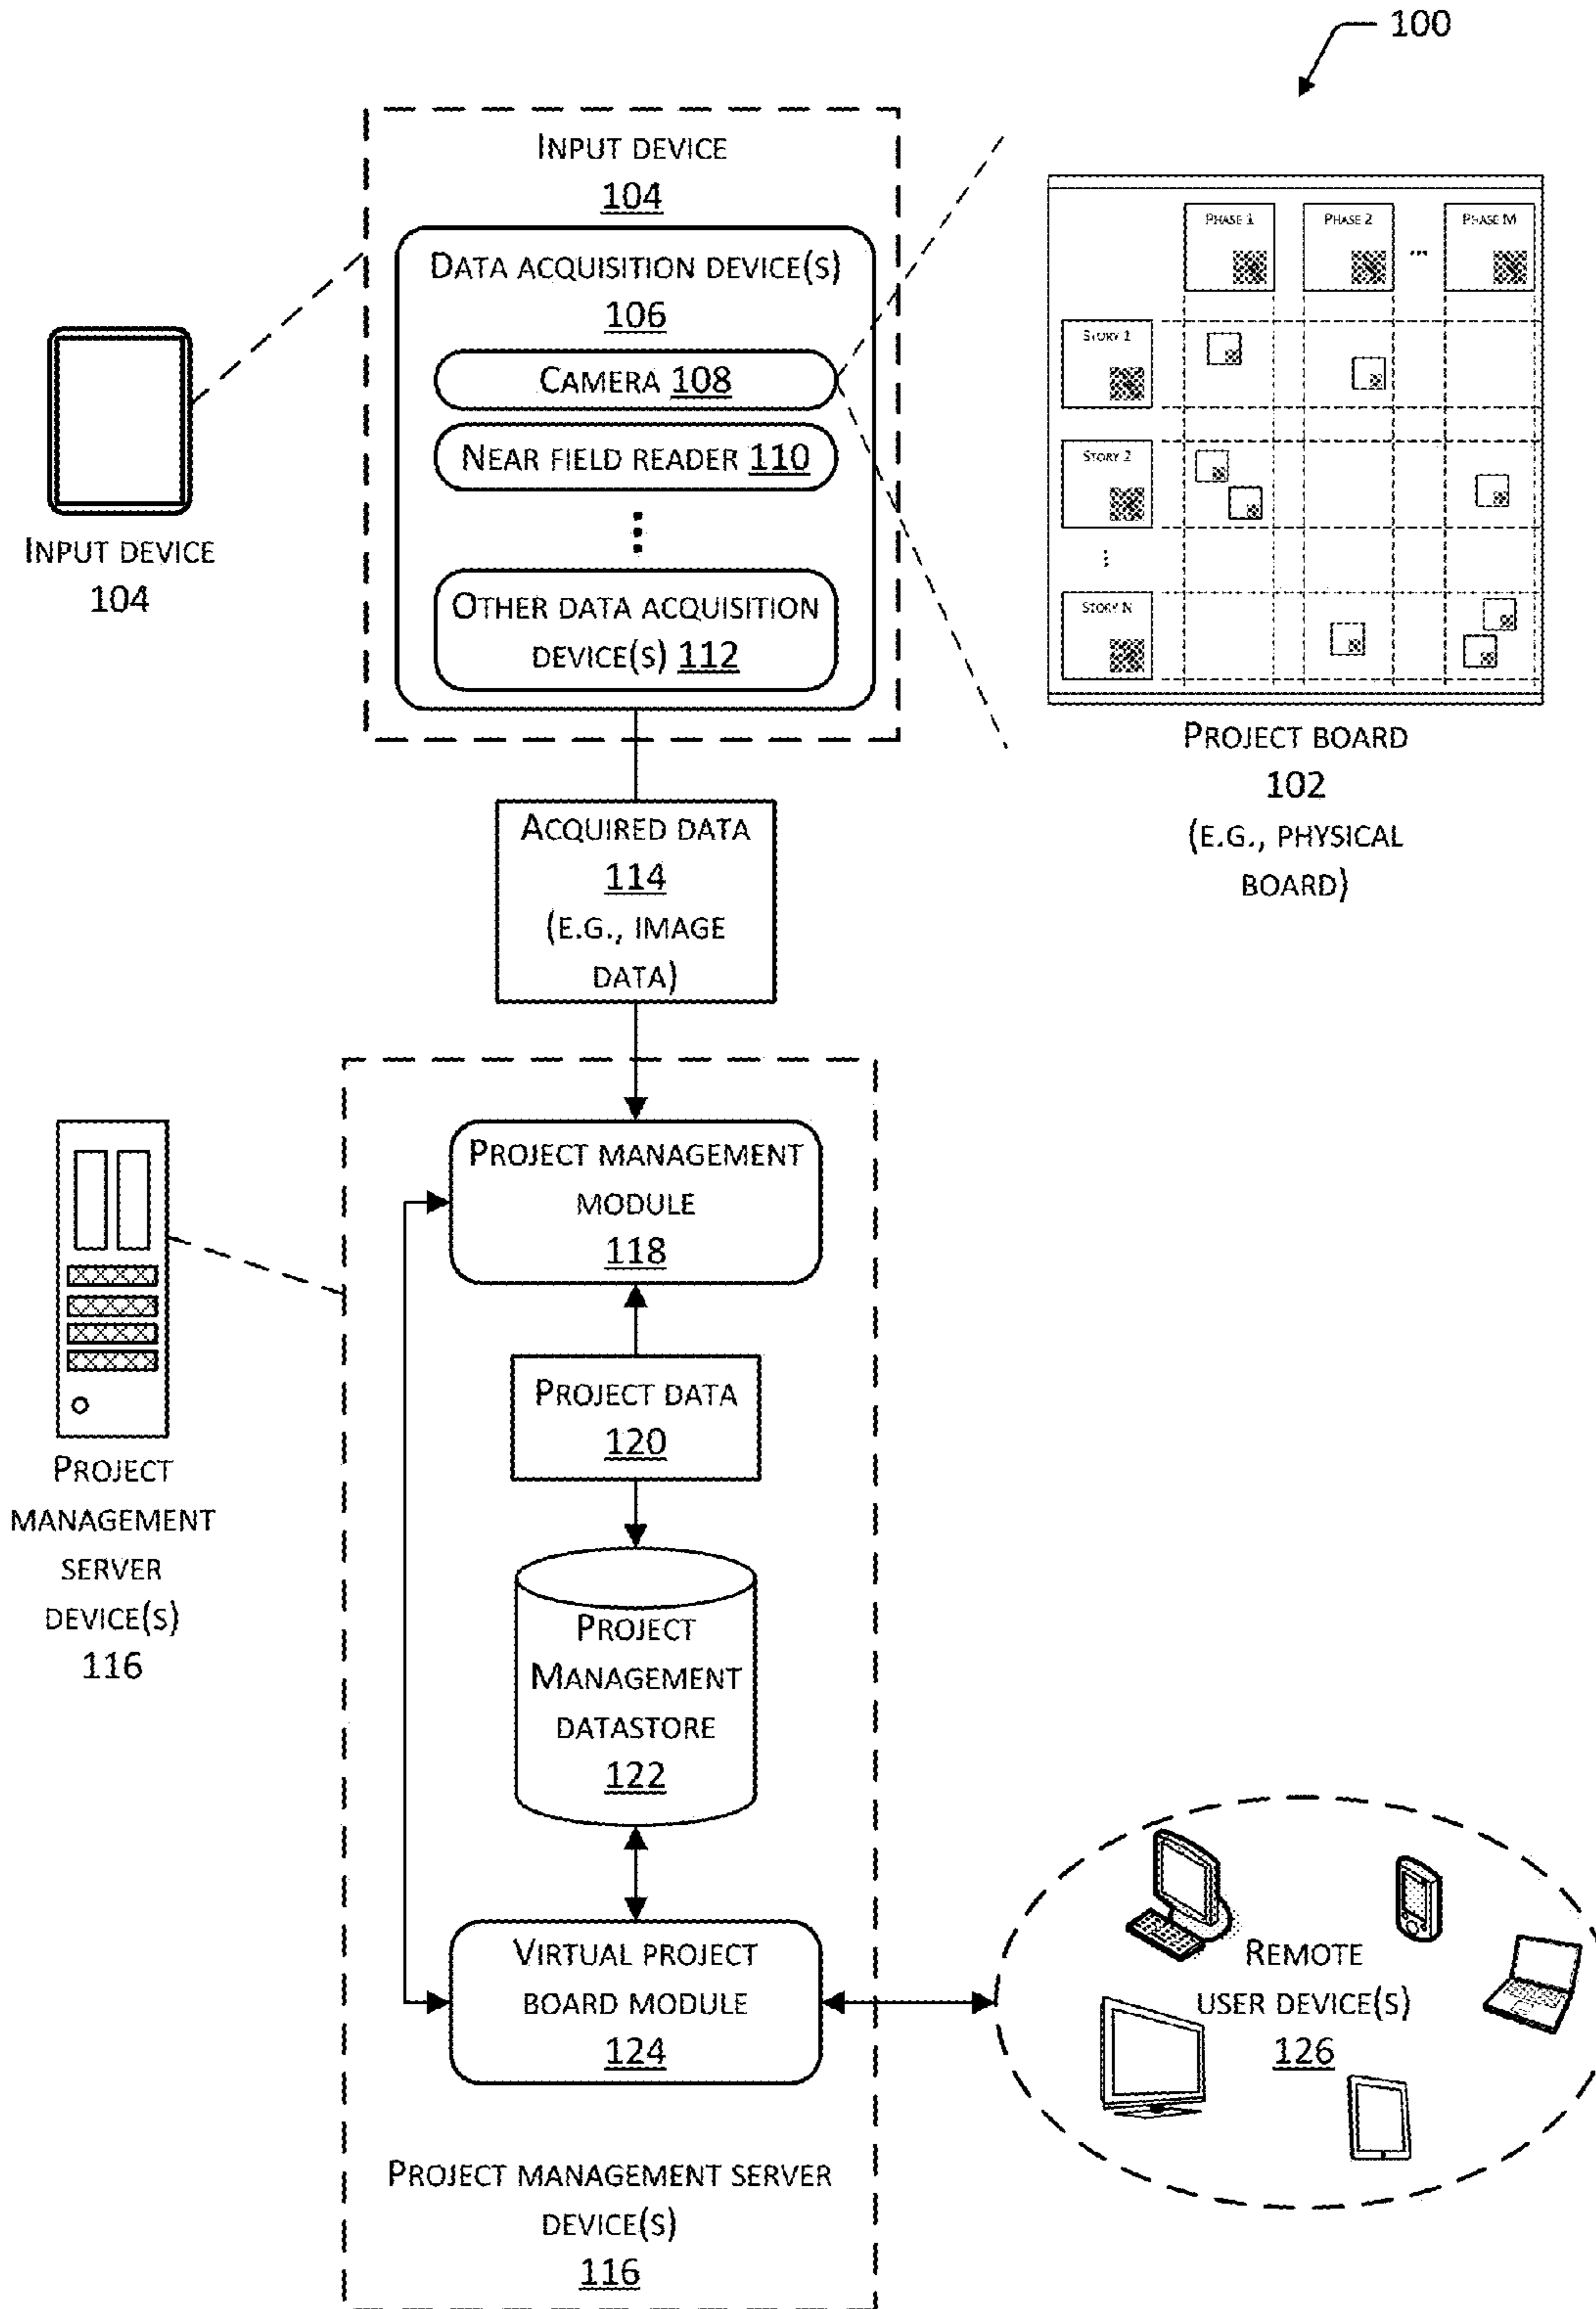 100
INPUT DEVICE
104
DATA ACQUISITION DEVICE(S)
106
CAMERA 108
NEAR FIELD READER 110
⋮
OTHER DATA ACQUISITION
DEVICE(S) 112
INPUT DEVICE
104
PHASE 1
PHASE 2
...
PHASE M
STORY 1
STORY 2
⋮
STORY N
PROJECT BOARD
102
(E.G., PHYSICAL
BOARD)
ACQUIRED DATA
114
(E.G., IMAGE
DATA)
PROJECT MANAGEMENT
MODULE
118
PROJECT DATA
120
PROJECT
MANAGEMENT
SERVER
DEVICE(S)
116
PROJECT
MANAGEMENT
DATASTORE
122
VIRTUAL PROJECT
BOARD MODULE
124
REMOTE
USER DEVICE(S)
126
PROJECT MANAGEMENT SERVER
DEVICE(S)
116